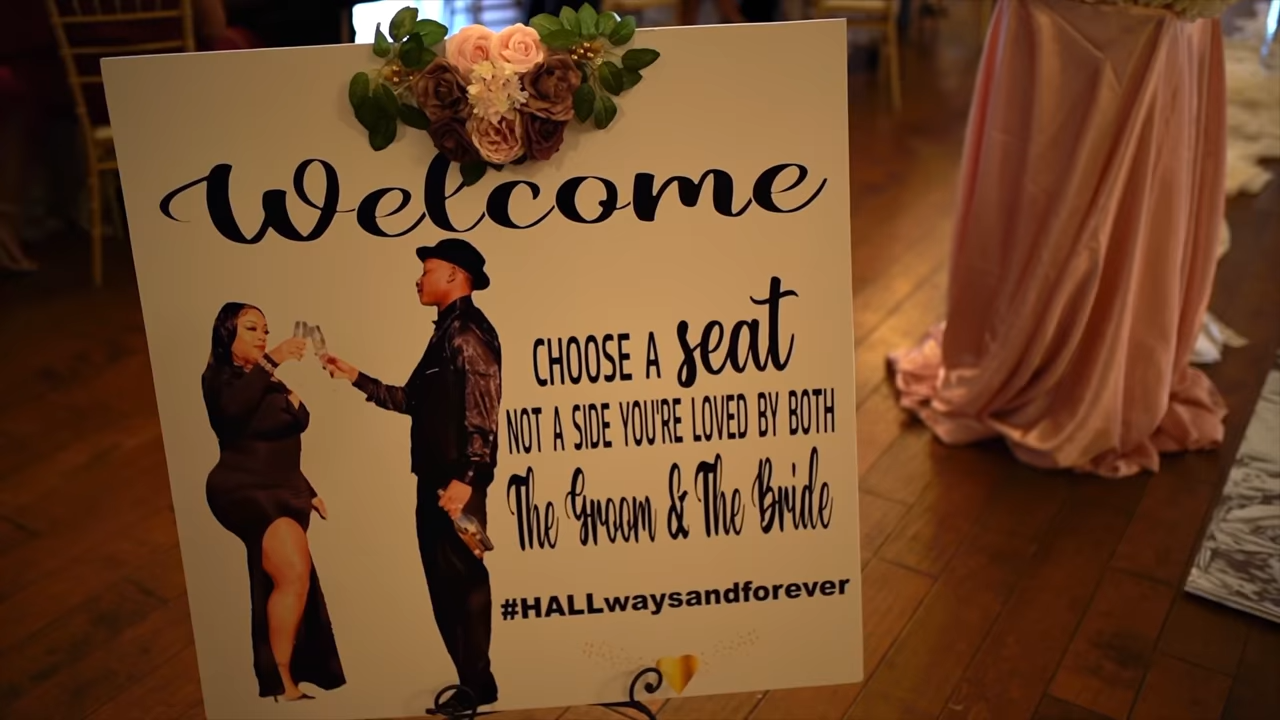 Welcome
CHOOSE A seat
NOT A SIDE YOU'RE LOVED BY BOTH
The Groom & The Bride
#HALLwaysandforever